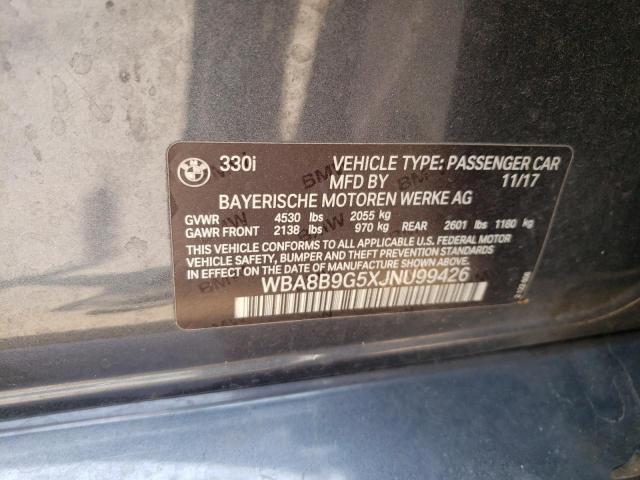 330i VEHICLE TYPE: PASSENGER CAR
MFD BY 11/17
BAYERISCHE MOTOREN WERKE AG
GVWR 4530 lbs 2055 kg
GAWR FRONT 2138 lbs 970 kg REAR 2601 lbs 1180 kg
THIS VEHICLE CONFORMS TO ALL APPLICABLE U.S. FEDERAL MOTOR
VEHICLE SAFETY, BUMPER AND THEFT PREVENTION STANDARDS
IN EFFECT ON THE DATE OF MANUFACTURE SHOWN ABOVE.
WBA8B9G5XJNU99426